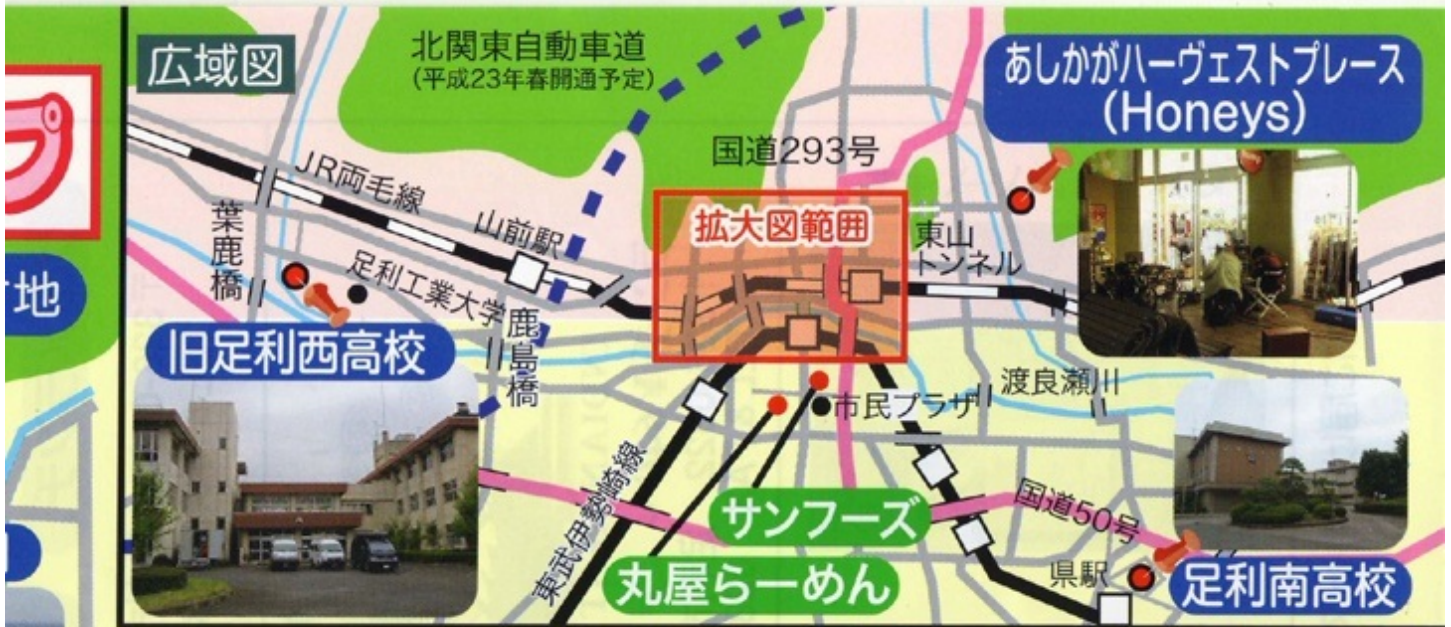 広域図
北関東自動車道
(平成23年春開通予定)
あしかがハーヴェストプレース
(Honeys)
国道293号
JR両毛線
山前駅
拡大図範囲
東山
トンネル
葉鹿橋
足利工業大学
地
旧足利西高校
鹿島橋
渡良瀬川
市民プラザ
東武伊勢崎線
サンフーズ
国道50号
丸屋らーめん
県駅
足利南高校